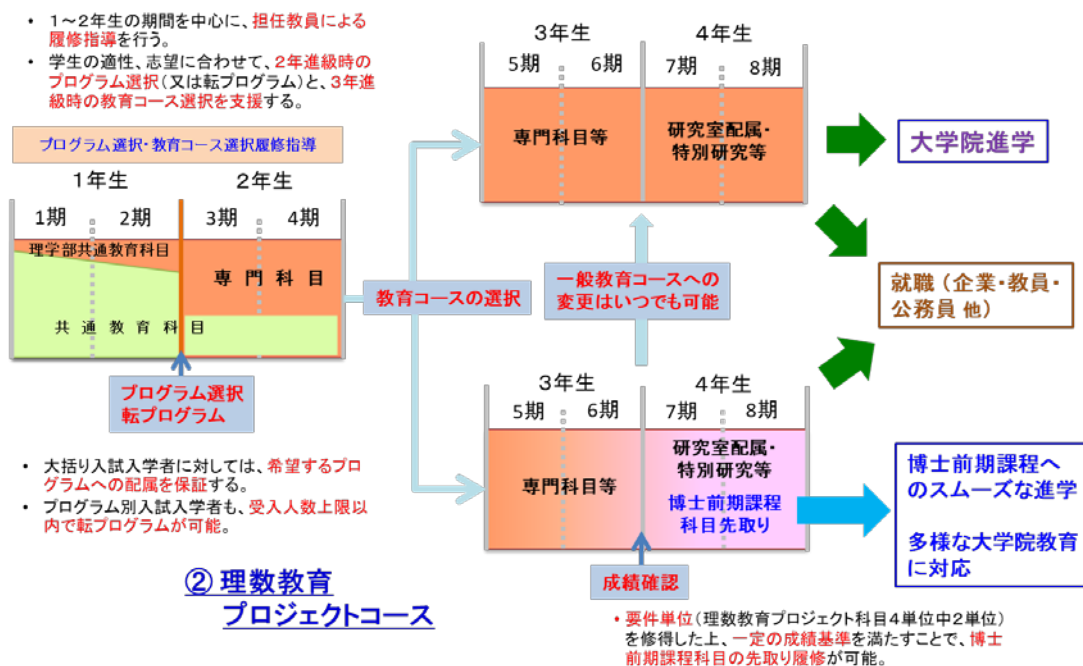 • 1～2年生の期間を中心に、担任教員による
履修指導を行う。
• 学生の適性、志望に合わせて、2年進級時の
プログラム選択（又は転プログラム）と、3年進
級時の教育コース選択を支援する。
プログラム選択・教育コース選択履修指導
1年生
2年生
1期
2期
3期
4期
理学部共通教育科目
専門科目
共通教育科目
プログラム選択
転プログラム
• 大括り入試入学者に対しては、希望するプロ
グラムへの配属を保証する。
• プログラム別入試入学者も、受入人数上限以
内で転プログラムが可能。
② 理数教育
プロジェクトコース
教育コースの選択
3年生
4年生
5期
6期
7期
8期
専門科目等
研究室配属・
特別研究等
一般教育コースへの
変更はいつでも可能
3年生
4年生
5期
6期
7期
8期
専門科目等
研究室配属・
特別研究等
博士前期課程
科目先取り
成績確認
• 要件単位（理数教育プロジェクト科目4単位中2単位）
を修得した上、一定の成績基準を満たすことで、博士
前期課程科目の先取り履修が可能。
大学院進学
就職（企業・教員・
公務員 他）
博士前期課程へ
のスムーズな進学
多様な大学院教育
に対応